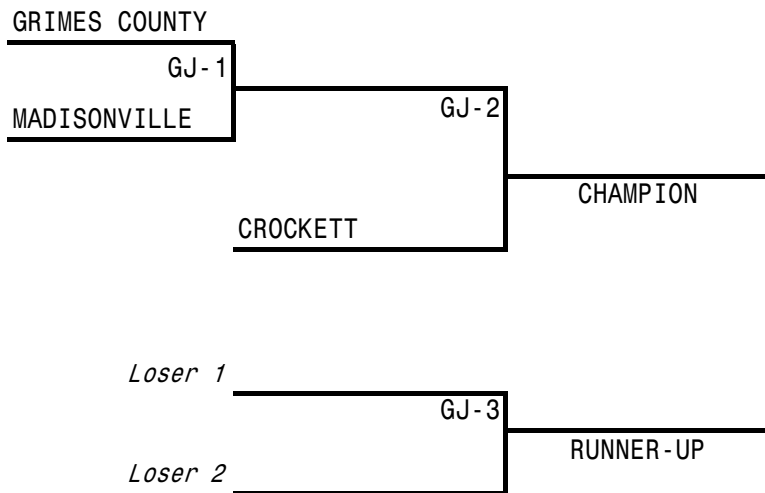 GRIMES COUNTY
GJ-1
MADISONVILLE
GJ-2
CHAMPION
CROCKETT
Loser 1
GJ-3
RUNNER-UP
Loser 2